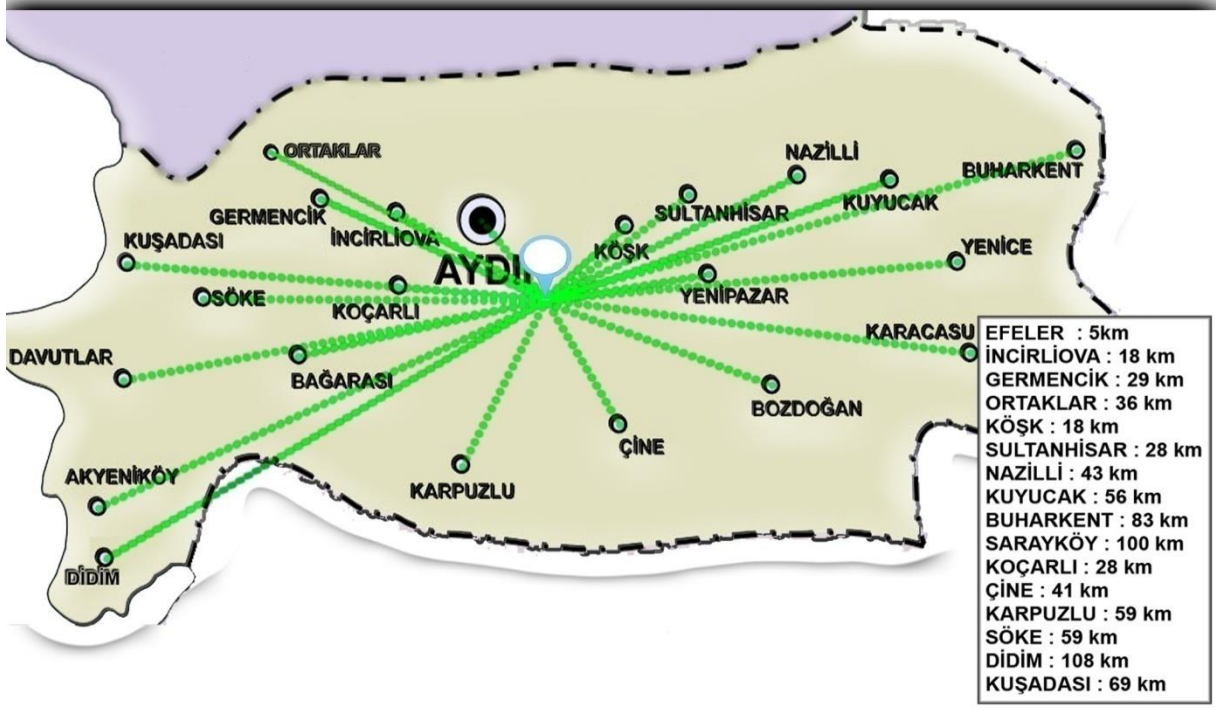 ORTAKLAR
NAZİLLİ
BUHARKENT
GERMENCİK
SULTANHİSAR
KUYUCAK
KUŞADASI
İNCİRLİOVA
KÖŞK
YENİCE
AYDI
SÖKE
KOÇARLI
YENİPAZAR
KARACASU
DAVUTLAR
BAĞARASI
BOZDOĞAN
ÇİNE
AKYENİKÖY
KARPUZLU
DİDİM
EFELER : 5km
İNCİRLİOVA : 18 km
GERMENCİK : 29 km
ORTAKLAR : 36 km
KÖŞK : 18 km
SULTANHİSAR : 28 km
NAZİLLİ : 43 km
KUYUCAK : 56 km
BUHARKENT : 83 km
SARAYKÖY : 100 km
KOÇARLI : 28 km
ÇİNE : 41 km
KARPUZLU : 59 km
SÖKE : 59 km
DİDİM : 108 km
KUŞADASI : 69 km